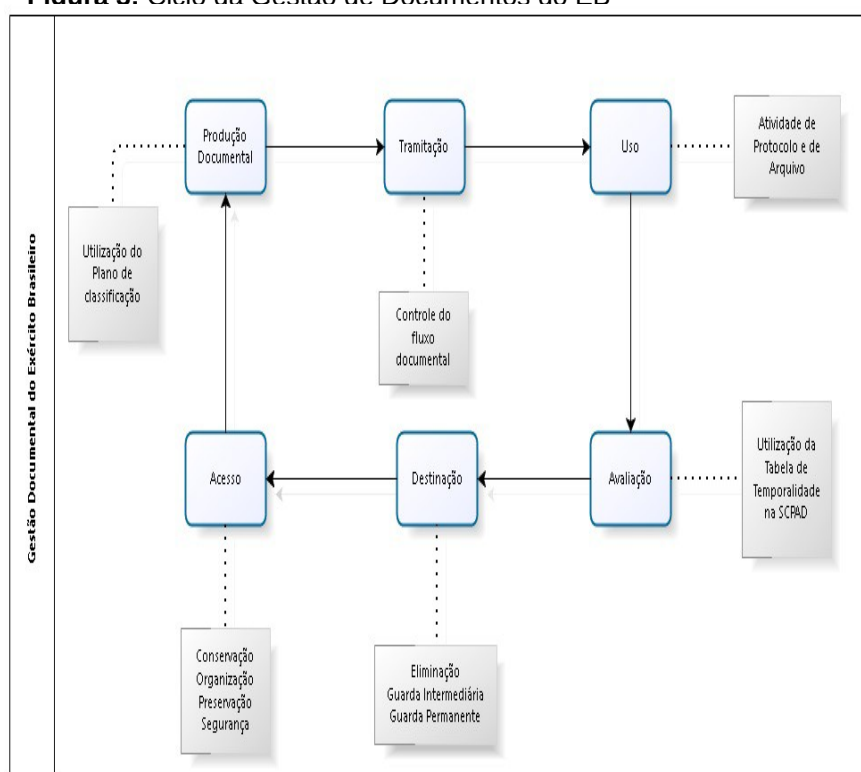 Figura 3: Ciclo da Gestão de Documentos do EB
Gestão Documental do Exército Brasileiro
Produção
Documental
Tramitação
Uso
Atividade de
Protocolo e de
Arquivo
Utilização do
Plano de
classificação
Controle do
fluxo
documental
Acesso
Destinação
Avaliação
Utilização da
Tabela de
Temporalidade
na SCPAD
Conservação
Organização
Preservação
Segurança
Eliminação
Guarda Intermediária
Guarda Permanente